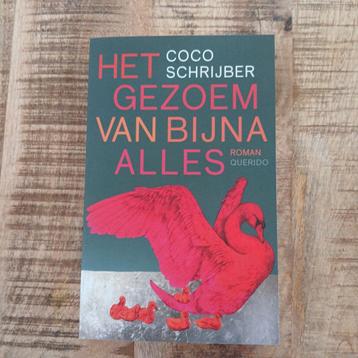 HET COCO
SCHRIJBER
GEZOEM
VAN BIJNA
ALLES ROMAN
QUERIDO